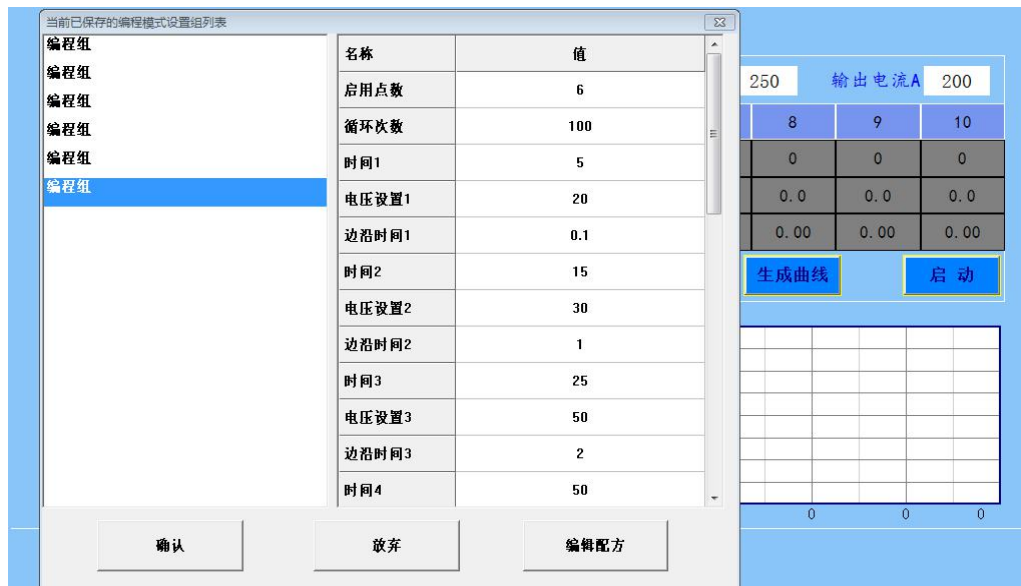 当前已保存的编程模式设置组列表
编程组
编程组
编程组
编程组
编程组
编程组
名称 值
启用点数 6
循环次数 100
时间1 5
电压设置1 20
边沿时间1 0.1
时间2 15
电压设置2 30
边沿时间2 1
时间3 25
电压设置3 50
边沿时间3 2
时间4 50
确认 放弃 编辑配方
250 输出电流A 200
8 9 10
0 0 0
0.0 0.0 0.0
0.00 0.00 0.00
生成曲线 启动
0 0 0